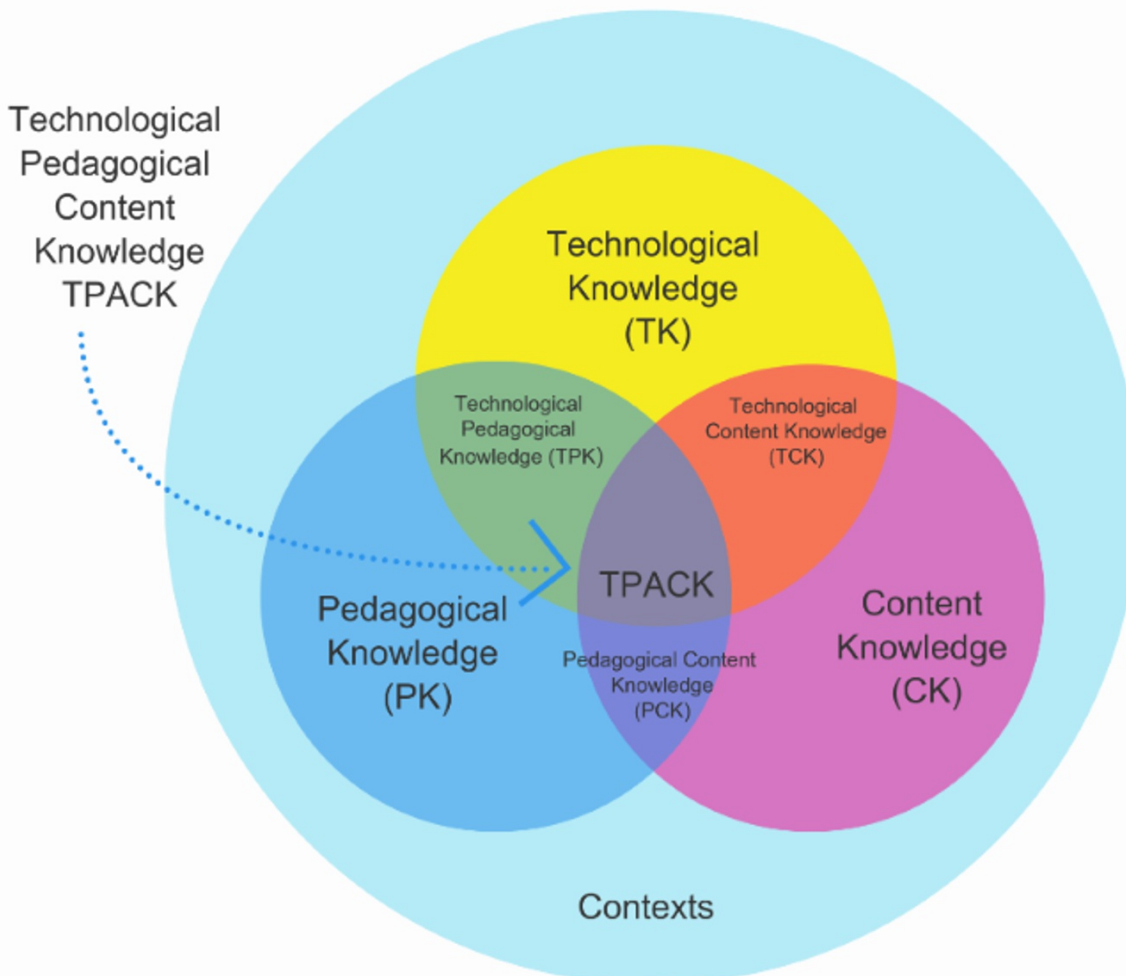 Technological
Pedagogical
Content
Knowledge
TPACK
Technological
Knowledge
(TK)
Technological
Pedagogical
Knowledge (TPK)
Technological
Content Knowledge
(TCK)
TPACK
Pedagogical
Knowledge
(PK)
Content
Knowledge
(CK)
Pedagogical Content
Knowledge
(PCK)
Contexts